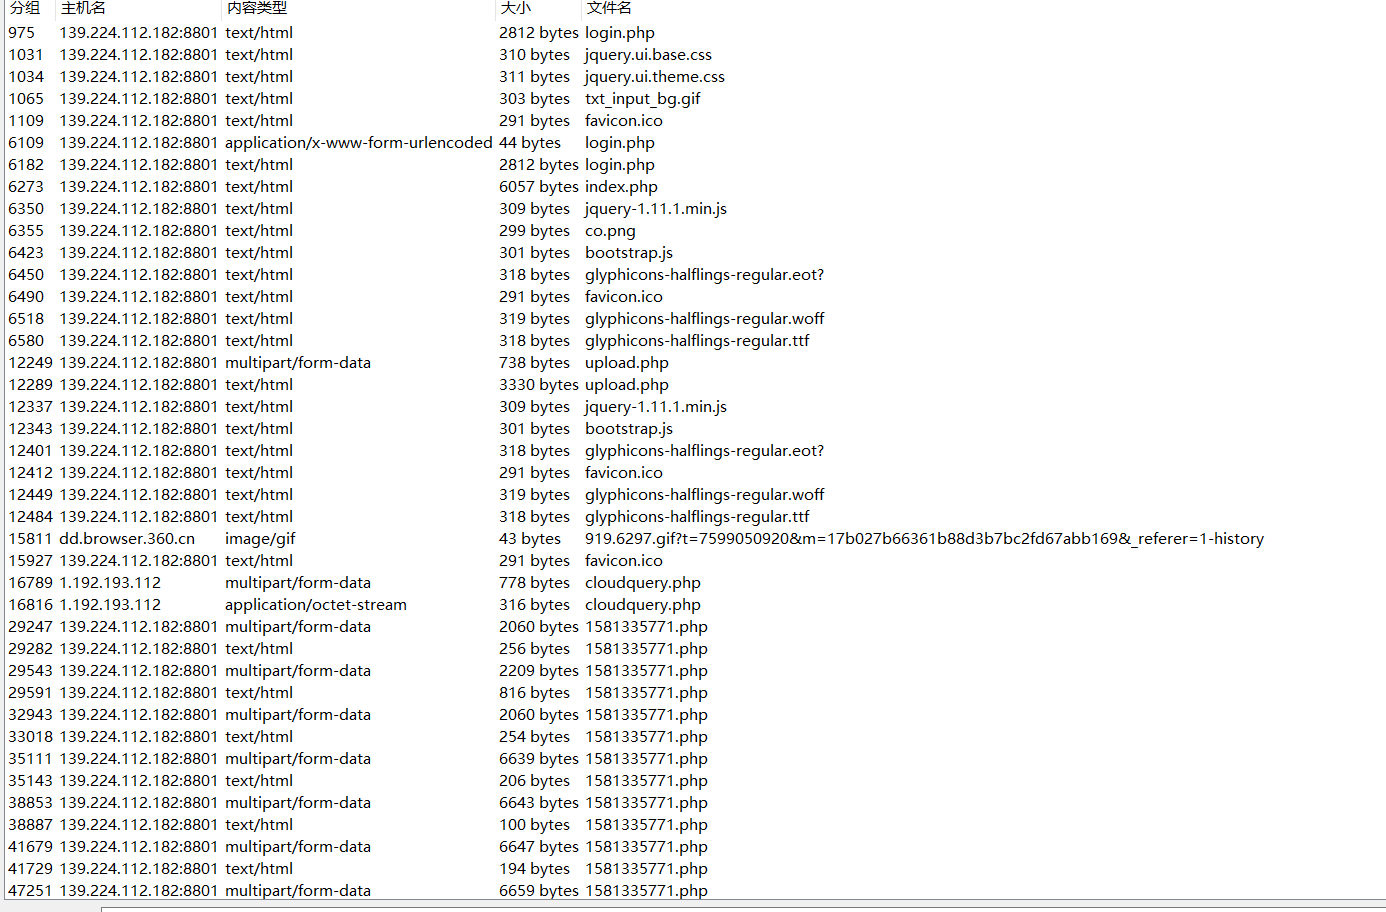 分组 主机名 内容类型 大小 文件名
975 139.224.112.182:8801 text/html 2812 bytes login.php
1031 139.224.112.182:8801 text/html 310 bytes jquery.ui.base.css
1034 139.224.112.182:8801 text/html 311 bytes jquery.ui.theme.css
1065 139.224.112.182:8801 text/html 303 bytes txt_input_bg.gif
1109 139.224.112.182:8801 text/html 291 bytes favicon.ico
6109 139.224.112.182:8801 application/x-www-form-urlencoded 44 bytes login.php
6182 139.224.112.182:8801 text/html 2812 bytes login.php
6273 139.224.112.182:8801 text/html 6057 bytes index.php
6350 139.224.112.182:8801 text/html 309 bytes jquery-1.11.1.min.js
6355 139.224.112.182:8801 text/html 299 bytes co.png
6423 139.224.112.182:8801 text/html 301 bytes bootstrap.js
6450 139.224.112.182:8801 text/html 318 bytes glyphicons-halflings-regular.eot?
6490 139.224.112.182:8801 text/html 291 bytes favicon.ico
6518 139.224.112.182:8801 text/html 319 bytes glyphicons-halflings-regular.woff
6580 139.224.112.182:8801 text/html 318 bytes glyphicons-halflings-regular.ttf
12249 139.224.112.182:8801 multipart/form-data 738 bytes upload.php
12289 139.224.112.182:8801 text/html 3330 bytes upload.php
12337 139.224.112.182:8801 text/html 309 bytes jquery-1.11.1.min.js
12343 139.224.112.182:8801 text/html 301 bytes bootstrap.js
12401 139.224.112.182:8801 text/html 318 bytes glyphicons-halflings-regular.eot?
12412 139.224.112.182:8801 text/html 291 bytes favicon.ico
12449 139.224.112.182:8801 text/html 319 bytes glyphicons-halflings-regular.woff
12484 139.224.112.182:8801 text/html 318 bytes glyphicons-halflings-regular.ttf
15811 dd.browser.360.cn image/gif 43 bytes 919.6297.gif?t=7599050920&m=17b027b66361b88d3b7bc2fd67abb169&_referer=1-history
15927 139.224.112.182:8801 text/html 291 bytes favicon.ico
16789 1.192.193.112 multipart/form-data 778 bytes cloudquery.php
16816 1.192.193.112 application/octet-stream 316 bytes cloudquery.php
29247 139.224.112.182:8801 multipart/form-data 2060 bytes 1581335771.php
29282 139.224.112.182:8801 text/html 256 bytes 1581335771.php
29543 139.224.112.182:8801 multipart/form-data 2209 bytes 1581335771.php
29591 139.224.112.182:8801 text/html 816 bytes 1581335771.php
32943 139.224.112.182:8801 multipart/form-data 2060 bytes 1581335771.php
33018 139.224.112.182:8801 text/html 254 bytes 1581335771.php
35111 139.224.112.182:8801 multipart/form-data 6639 bytes 1581335771.php
35143 139.224.112.182:8801 text/html 206 bytes 1581335771.php
38853 139.224.112.182:8801 multipart/form-data 6643 bytes 1581335771.php
38887 139.224.112.182:8801 text/html 100 bytes 1581335771.php
41679 139.224.112.182:8801 multipart/form-data 6647 bytes 1581335771.php
41729 139.224.112.182:8801 text/html 194 bytes 1581335771.php
47251 139.224.112.182:8801 multipart/form-data 6659 bytes 1581335771.php